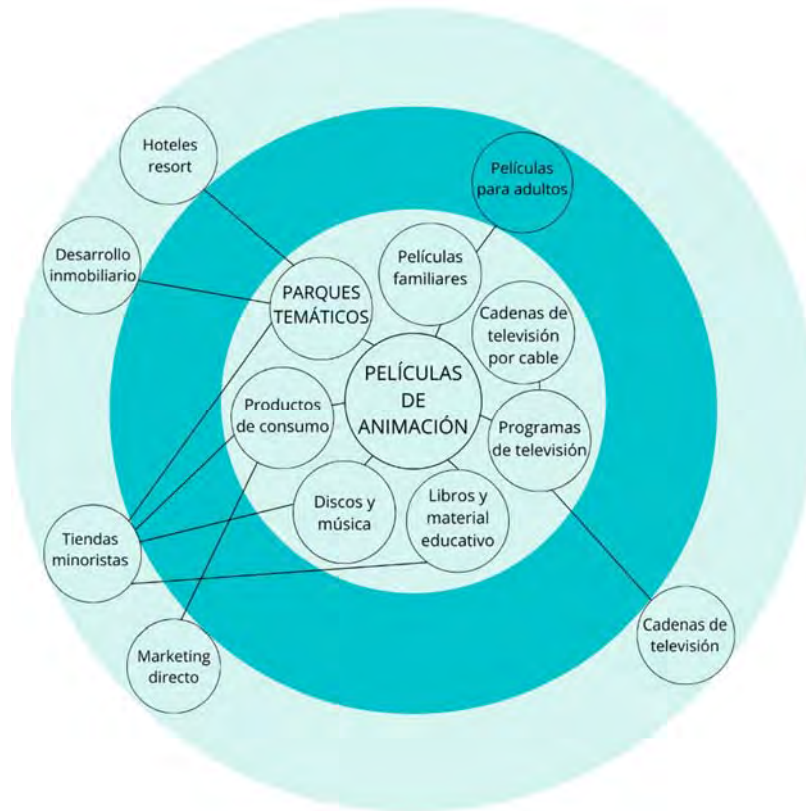 Hoteles
resort
Películas
para adultos
Desarrollo
inmobiliario
Películas
familiares
PARQUES
TEMÁTICOS
Cadenas de
televisión
por cable
PELÍCULAS
DE
ANIMACIÓN
Productos
de consumo
Programas
de televisión
Discos y
música
Libros y
material
educativo
Tiendas
minoristas
Marketing
directo
Cadenas de
televisión